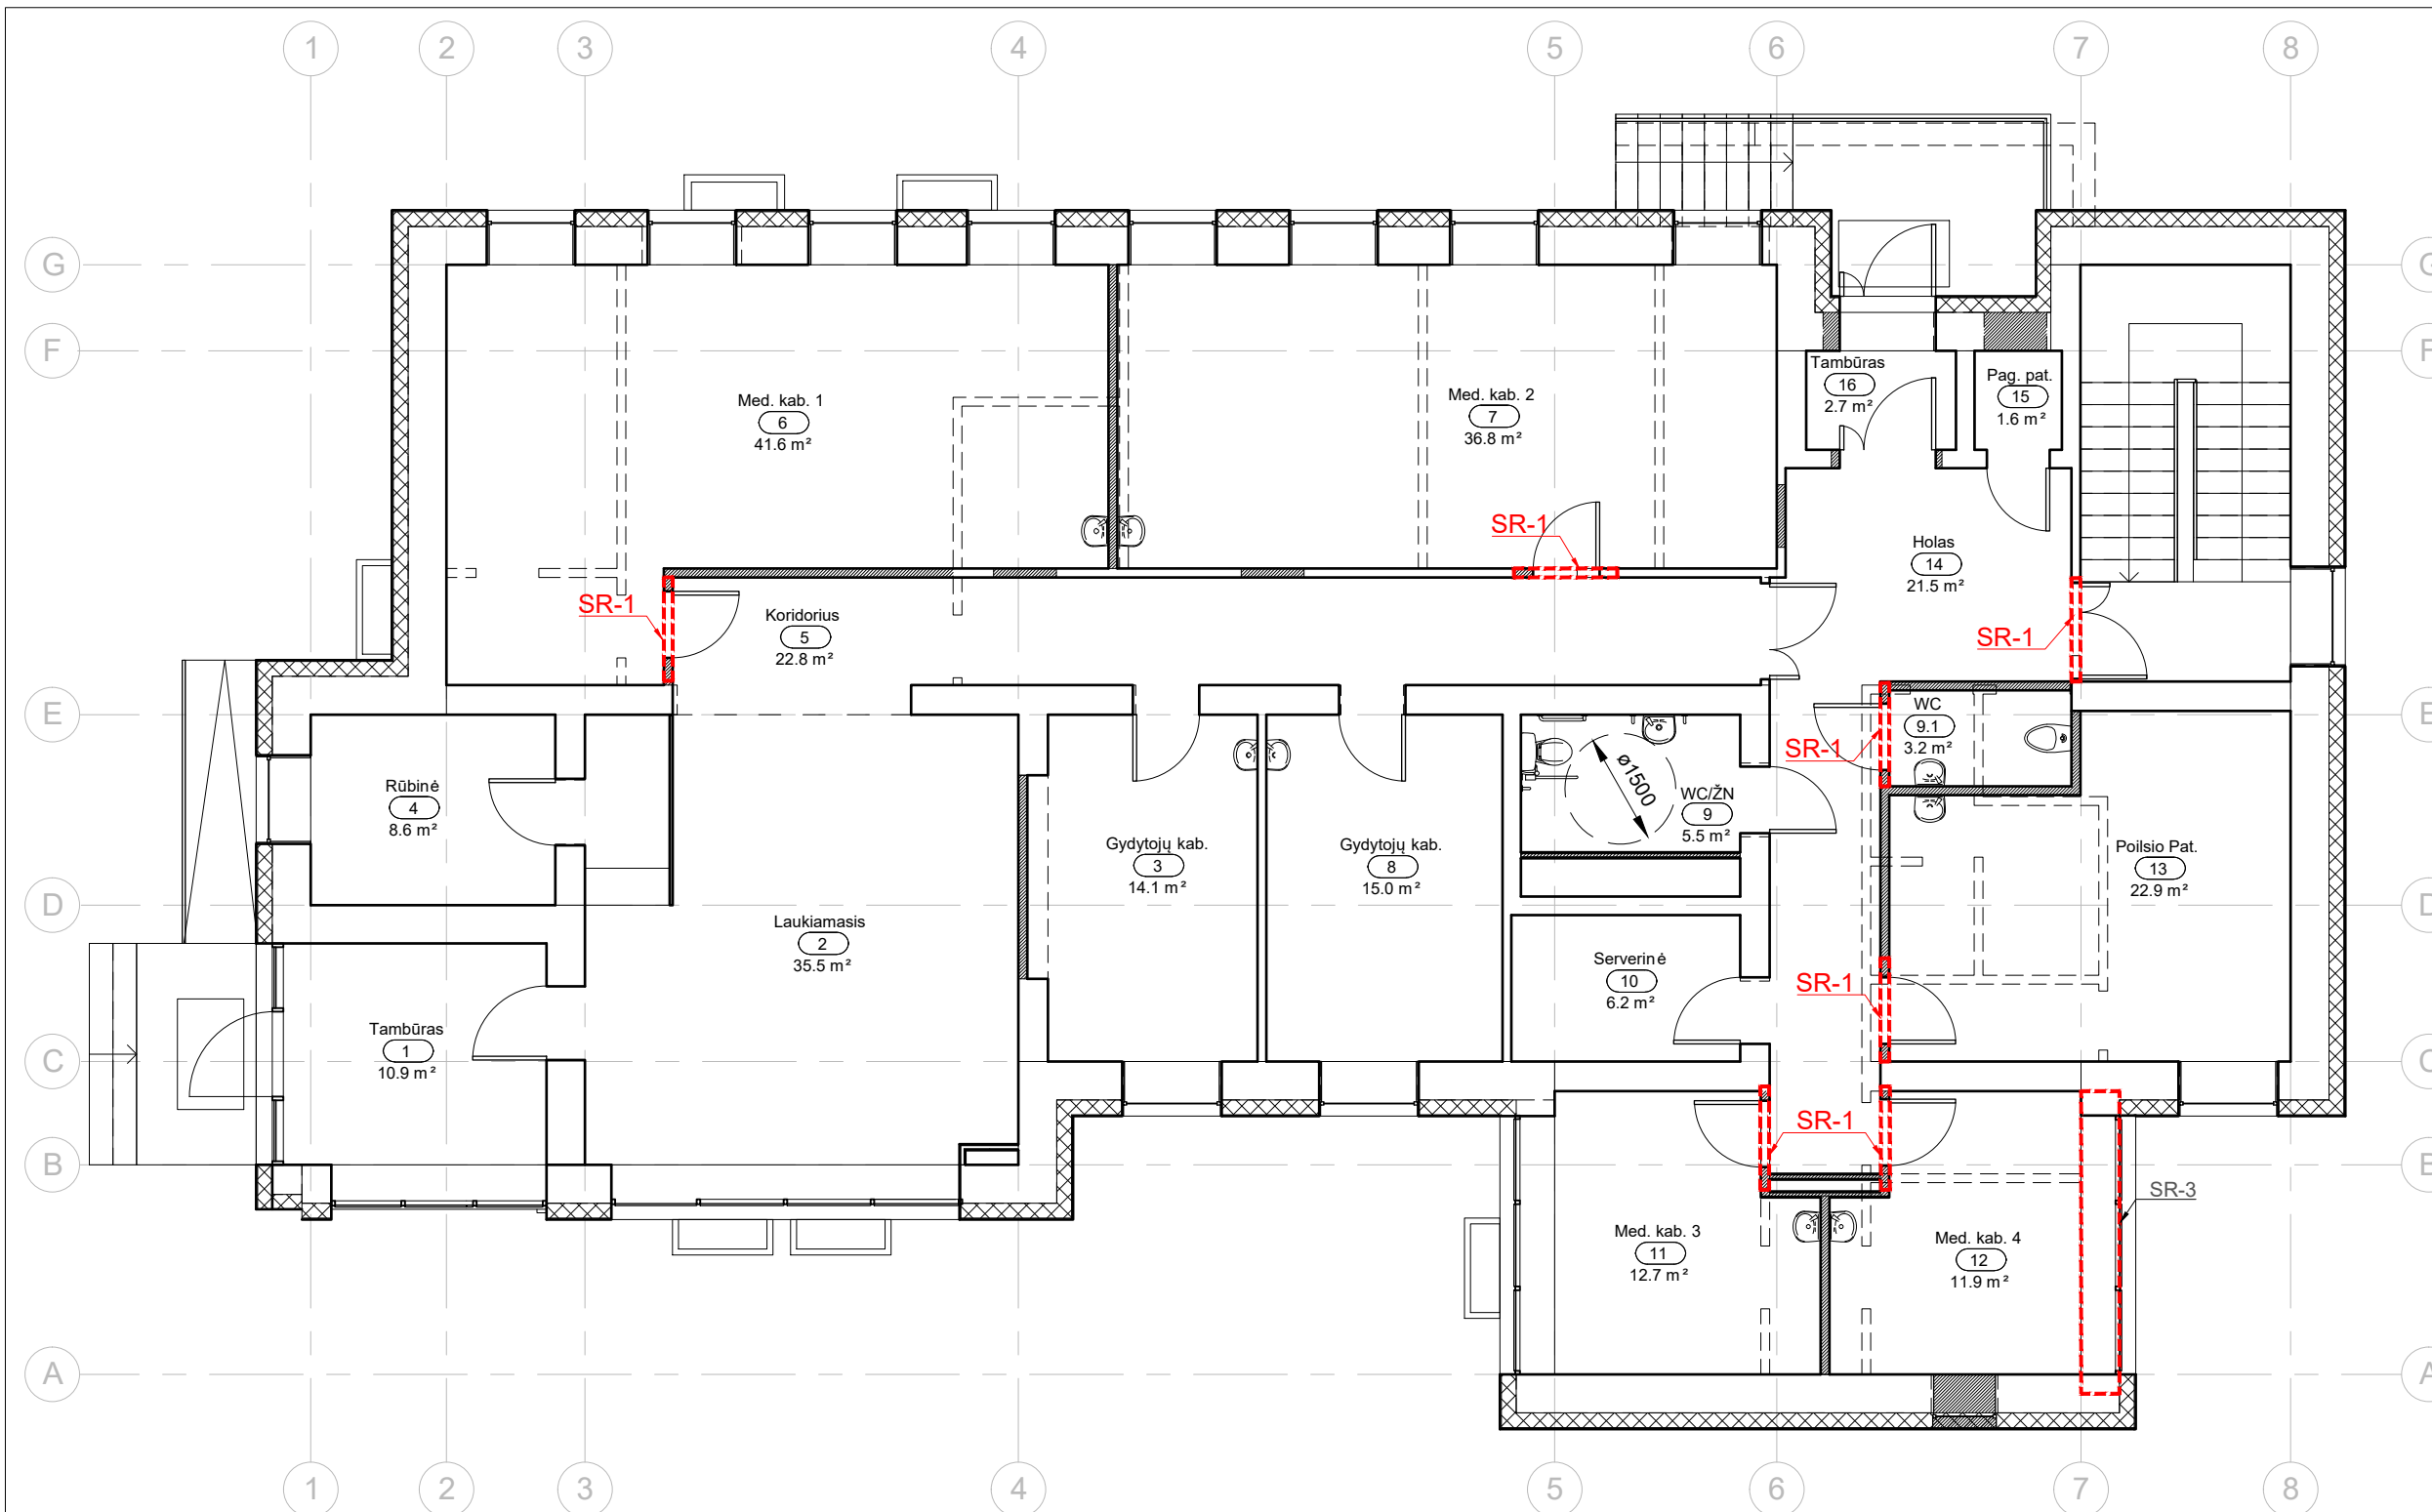 1 2 3 4 5 6 7 8
G
F
Tambūras
16
2.7 m²
Pag. pat.
15
1.6 m²
Med. kab. 1
6
41.6 m²
Med. kab. 2
7
36.8 m²
SR-1
Holas
14
21.5 m²
SR-1
Koridorius
5
22.8 m²
SR-1
E
E
WC
9.1
3.2 m²
SR-1
Rūbinė
4
8.6 m²
ø1500
WC/ŽN
9
5.5 m²
Gydytojų kab.
3
14.1 m²
Gydytojų kab.
8
15.0 m²
Poilsio Pat.
13
22.9 m²
D
D
Laukiamasis
2
35.5 m²
Serverinė
10
6.2 m²
SR-1
Tambūras
1
10.9 m²
C
C
SR-1
B
B
SR-3
Med. kab. 3
11
12.7 m²
Med. kab. 4
12
11.9 m²
A
A
1 2 3 4 5 6 7 8